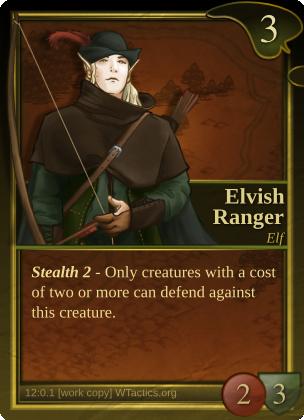 3
Elvish
Ranger
Elf
Stealth 2 - Only creatures with a cost
of two or more can defend against
this creature.
12:0.1 [work copy] WTactics.org
2 3